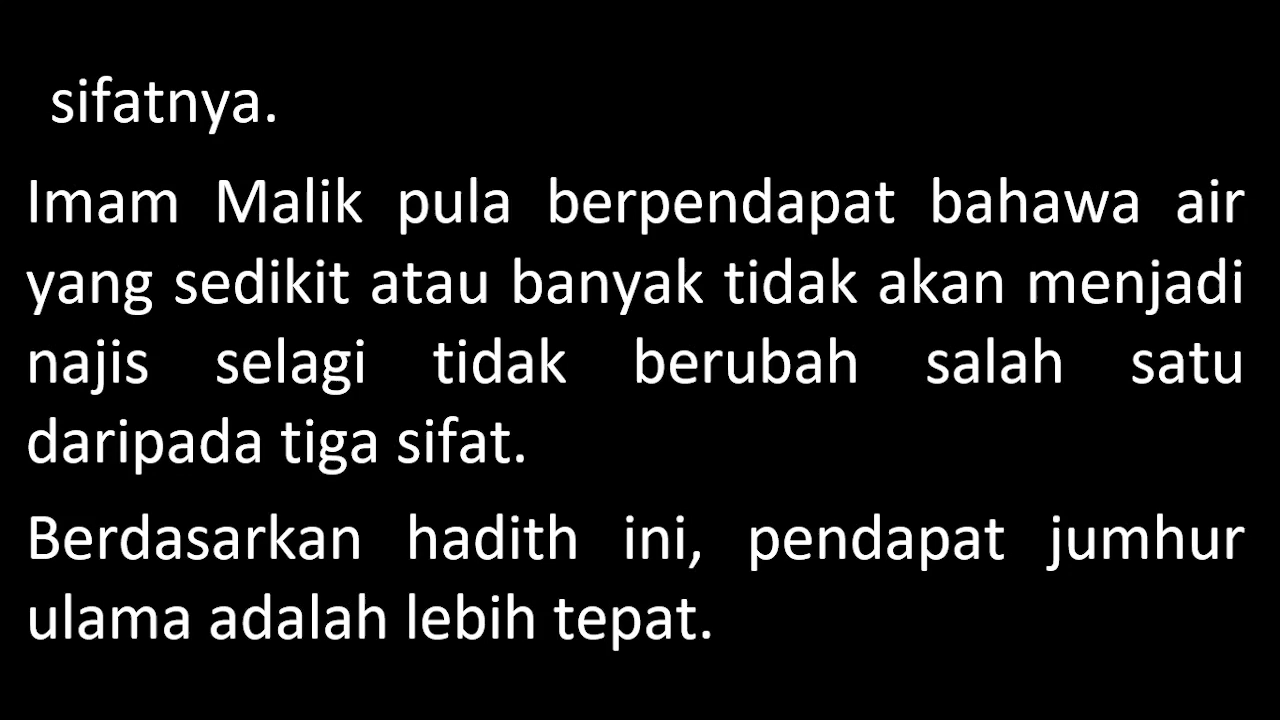 sifatnya.
Imam Malik pula berpendapat bahawa air
yang sedikit atau banyak tidak akan menjadi
najis selagi tidak berubah salah satu
daripada tiga sifat.
Berdasarkan hadith ini, pendapat jumhur
ulama adalah lebih tepat.